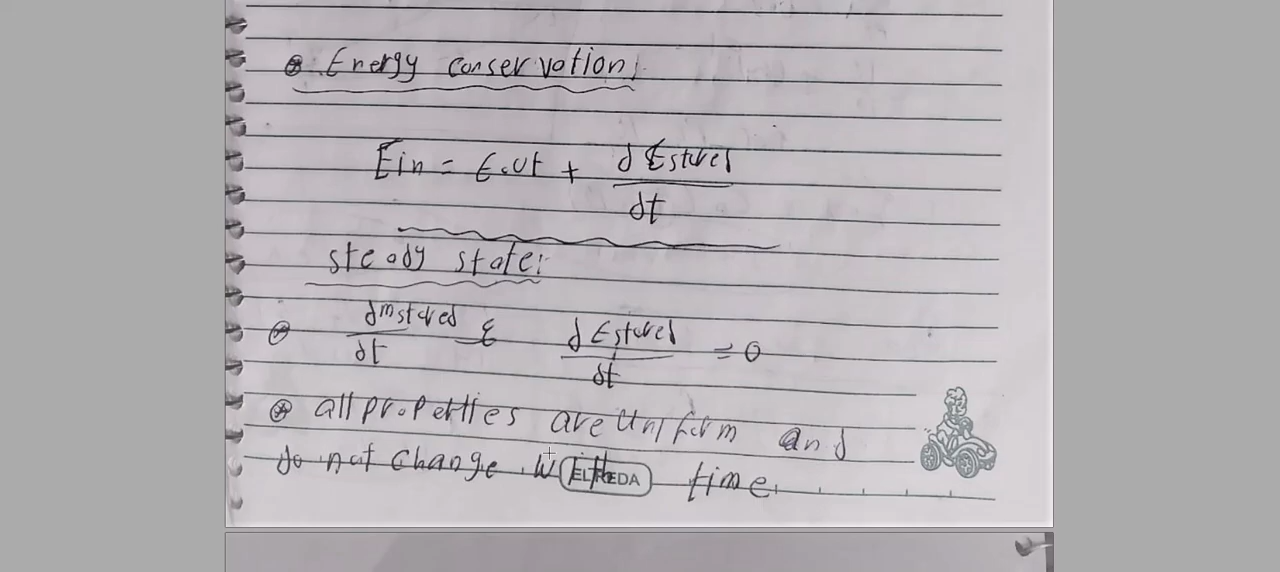 Energy conservation:
Ein = Eout + dEstored/dt
steady state:
dmstored/dt & dEstored/dt = 0
all properties are uniform and
do not change with time
ELREDA